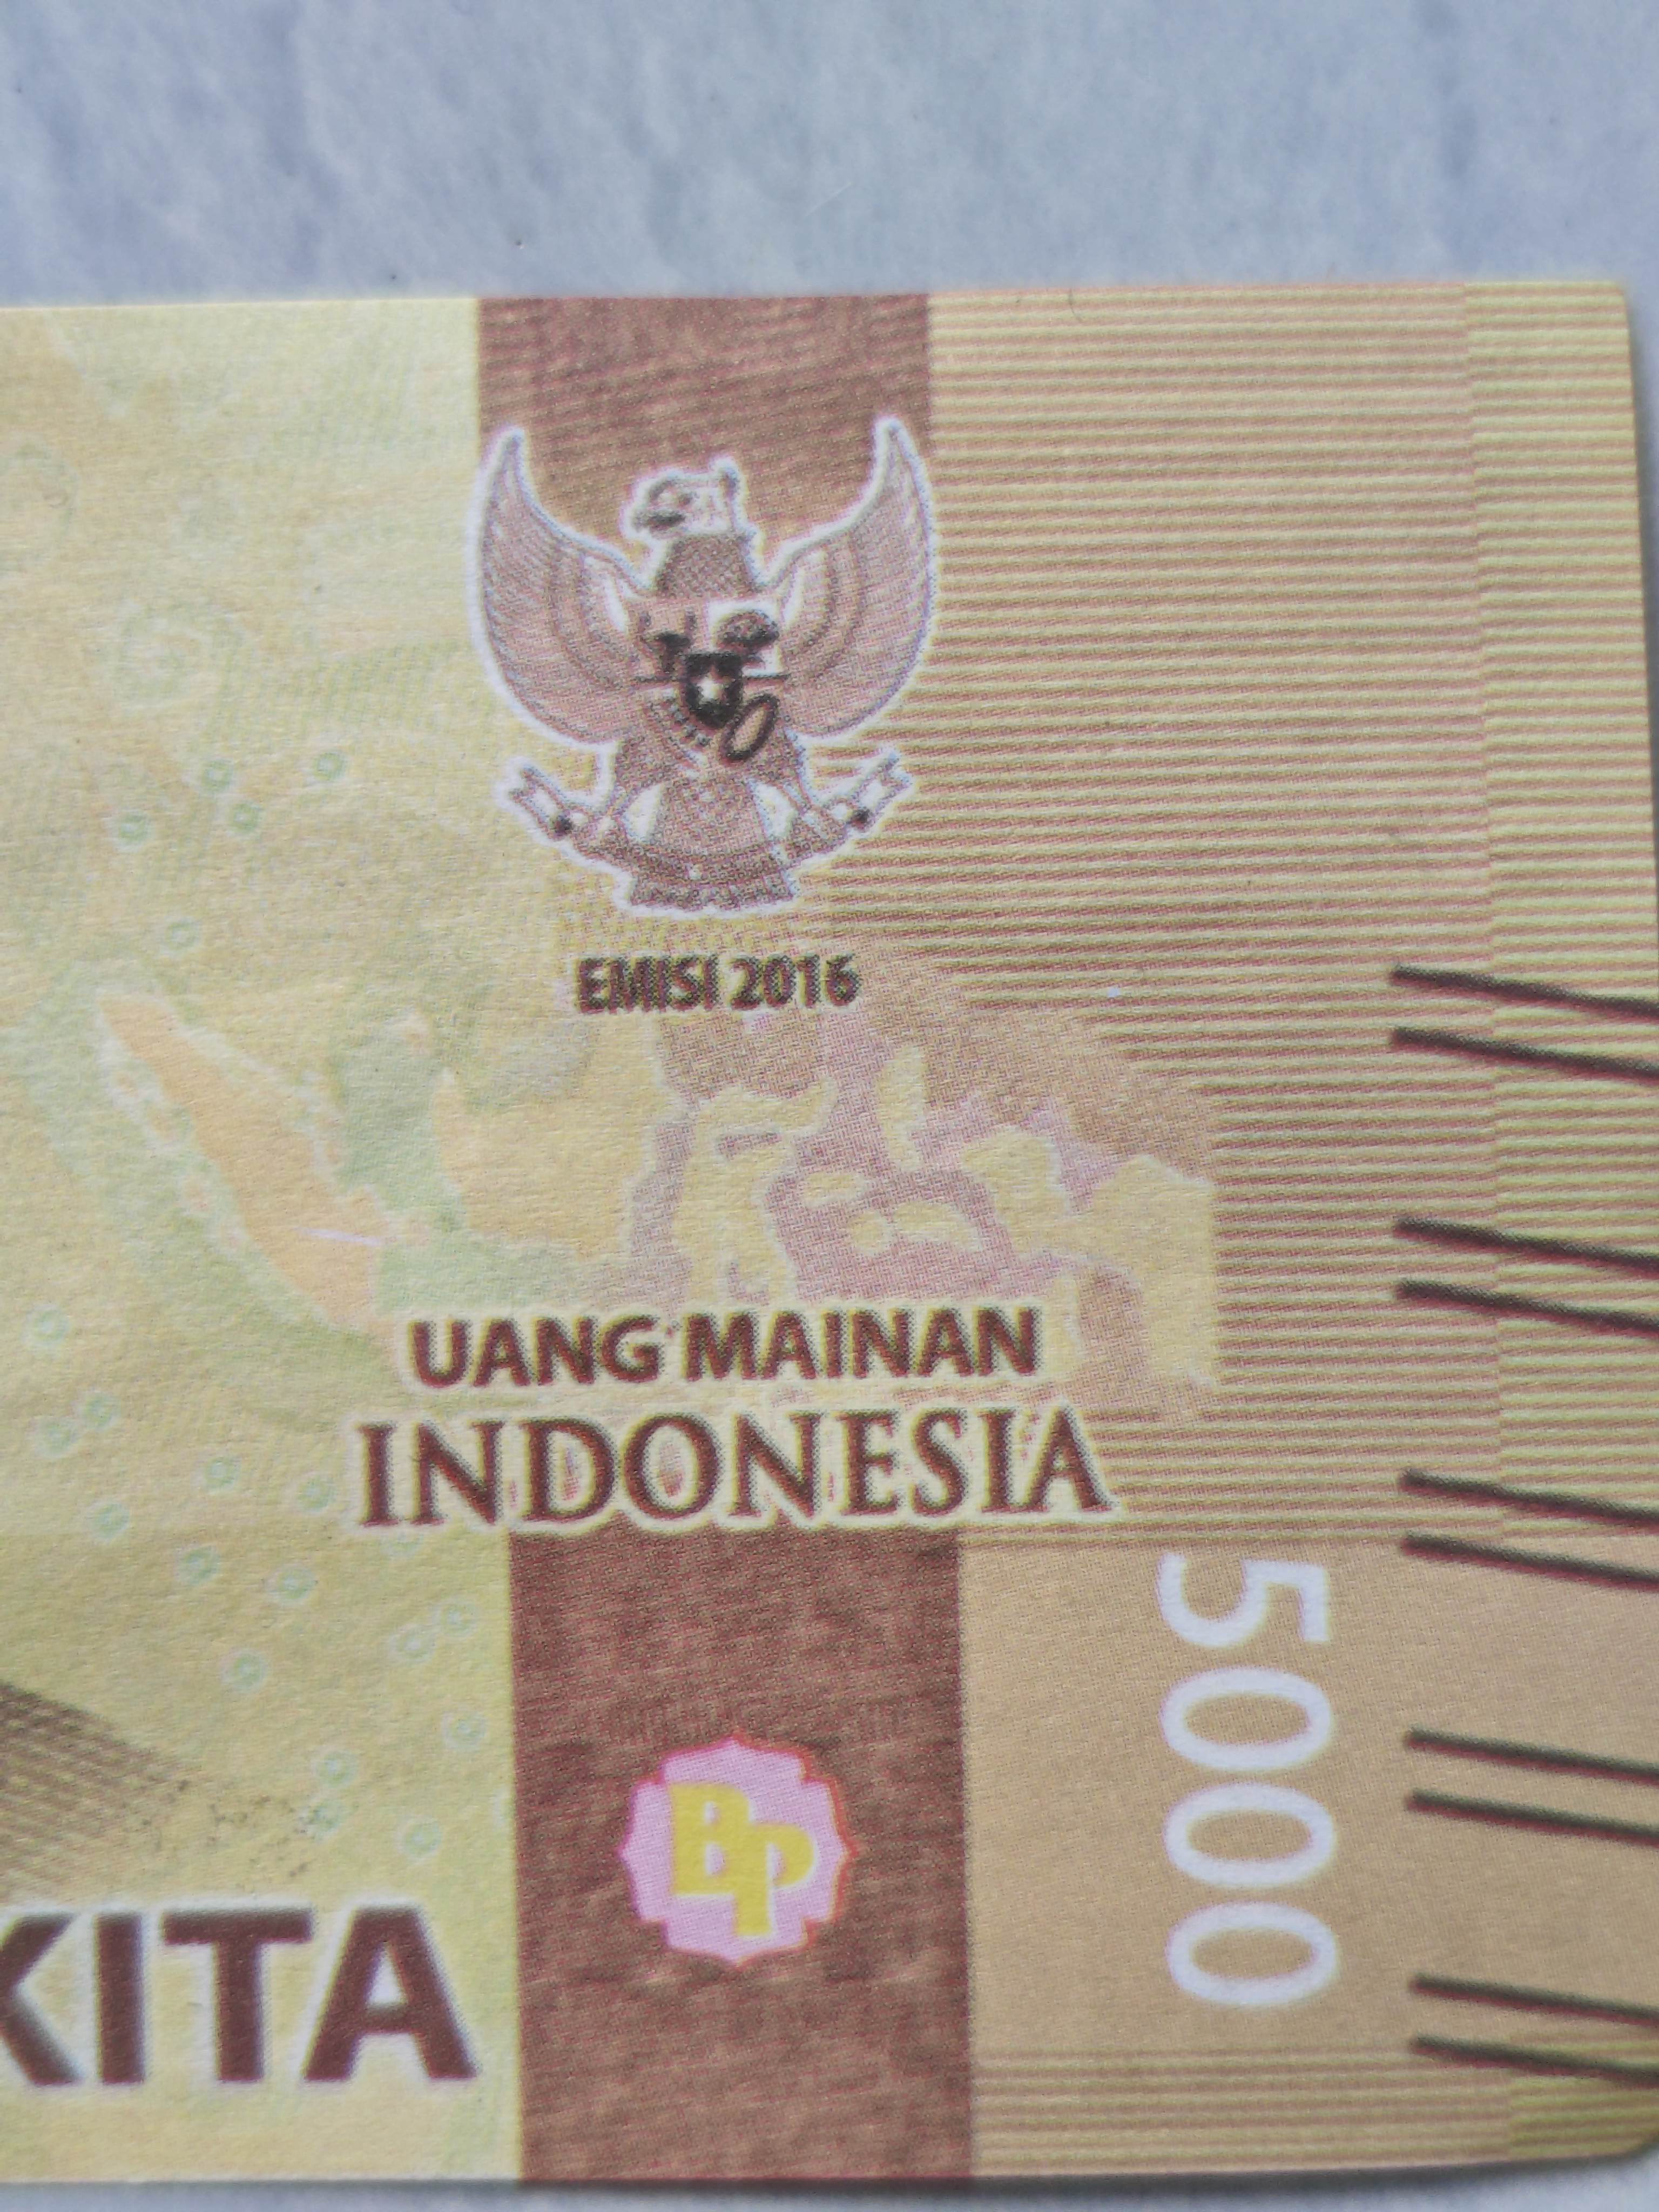 EMISI 2016
UANG MAINAN
INDONESIA
5000
BP
KITA